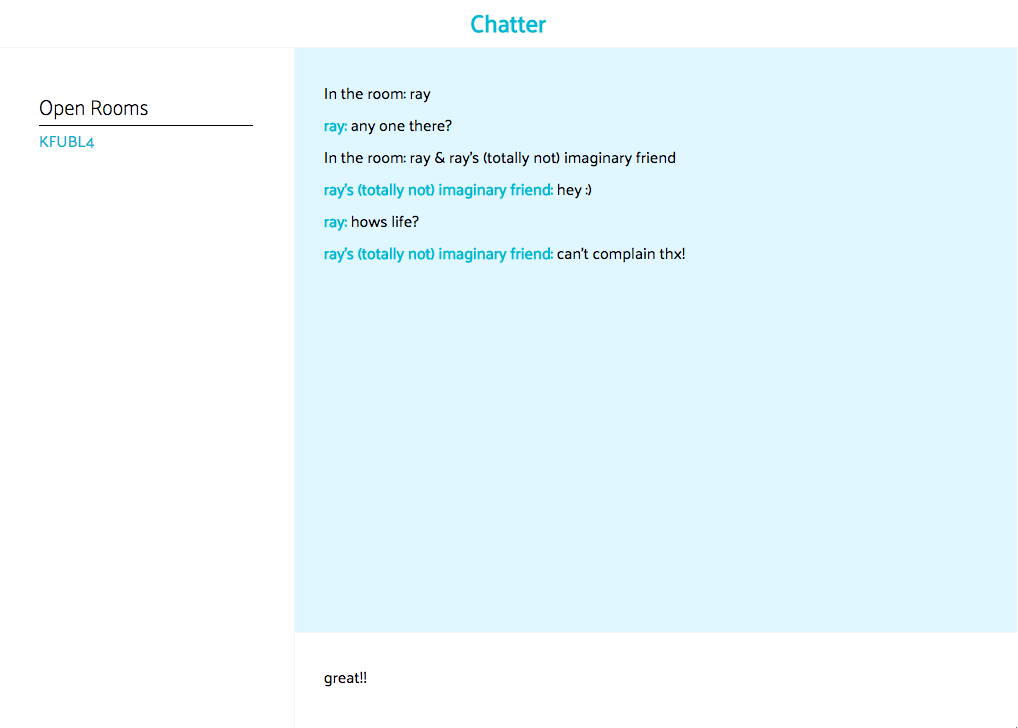 Chatter
Open Rooms
KFUBL4
In the room: ray
ray: any one there?
In the room: ray & ray's (totally not) imaginary friend
ray's (totally not) imaginary friend: hey :)
ray: hows life?
ray's (totally not) imaginary friend: can't complain thx!
great!!